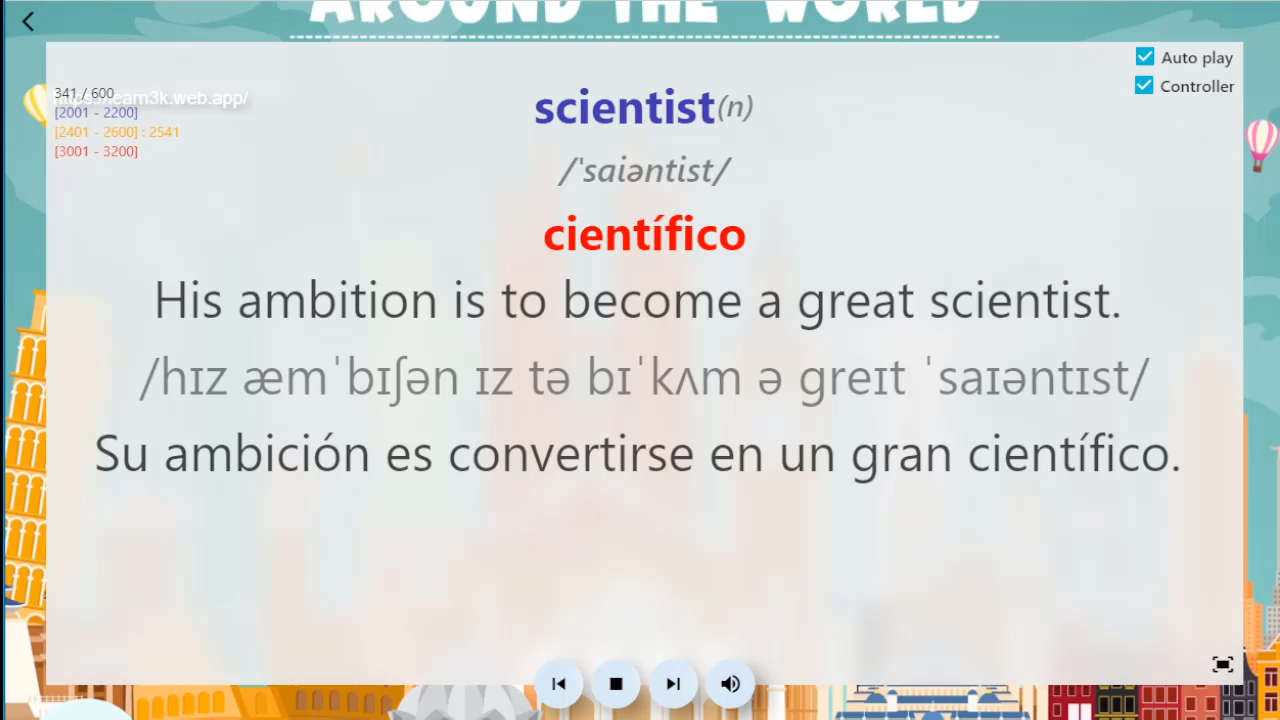 AROUND THE WORLD
Auto play
Controller
341 / 600
https://learn3k.web.app/
[2001 - 2200]
[2401 - 2600] : 2541
[3001 - 3200]
scientist(n)
/'saiəntist/
científico
His ambition is to become a great scientist.
/hɪz æmˈbɪʃən ɪz tə bɪˈkʌm ə greɪt ˈsaɪəntɪst/
Su ambición es convertirse en un gran científico.